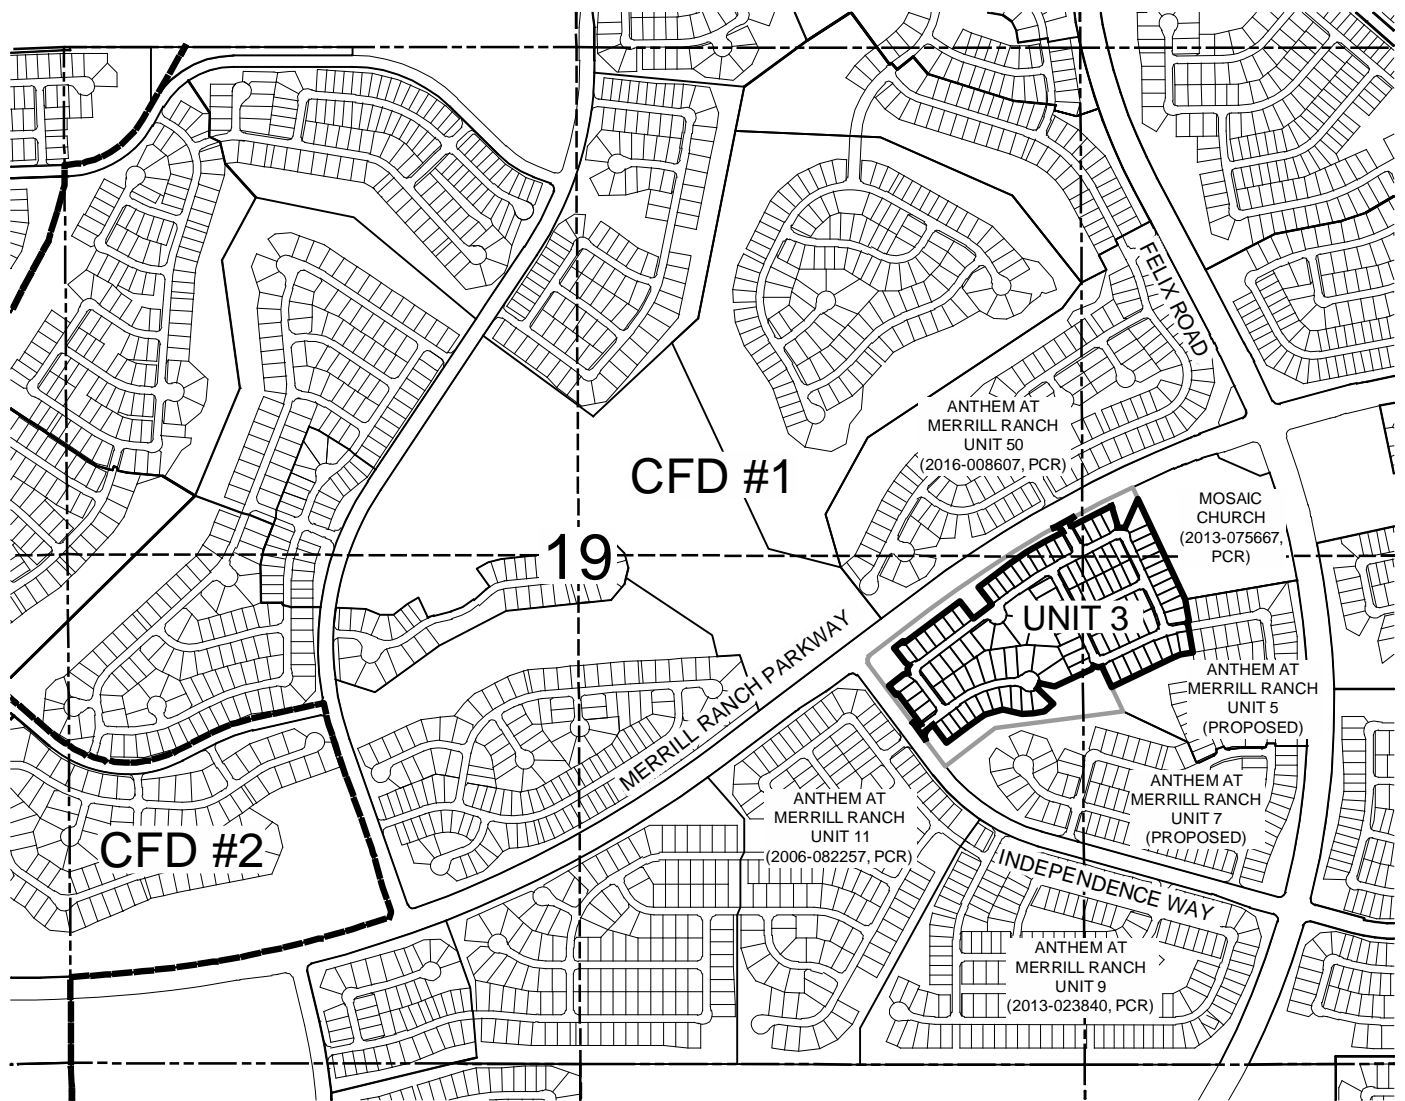 FELIX ROAD
ANTHEM AT
MERRILL RANCH
UNIT 50
(2016-008607, PCR)
CFD #1
MOSAIC
CHURCH
(2013-075667,
PCR)
19
UNIT 3
MERRILL RANCH PARKWAY
ANTHEM AT
MERRILL RANCH
UNIT 5
(PROPOSED)
ANTHEM AT
MERRILL RANCH
UNIT 7
(PROPOSED)
ANTHEM AT
MERRILL RANCH
UNIT 11
(2006-082257, PCR)
CFD #2
INDEPENDENCE WAY
ANTHEM AT
MERRILL RANCH
UNIT 9
(2013-023840, PCR)